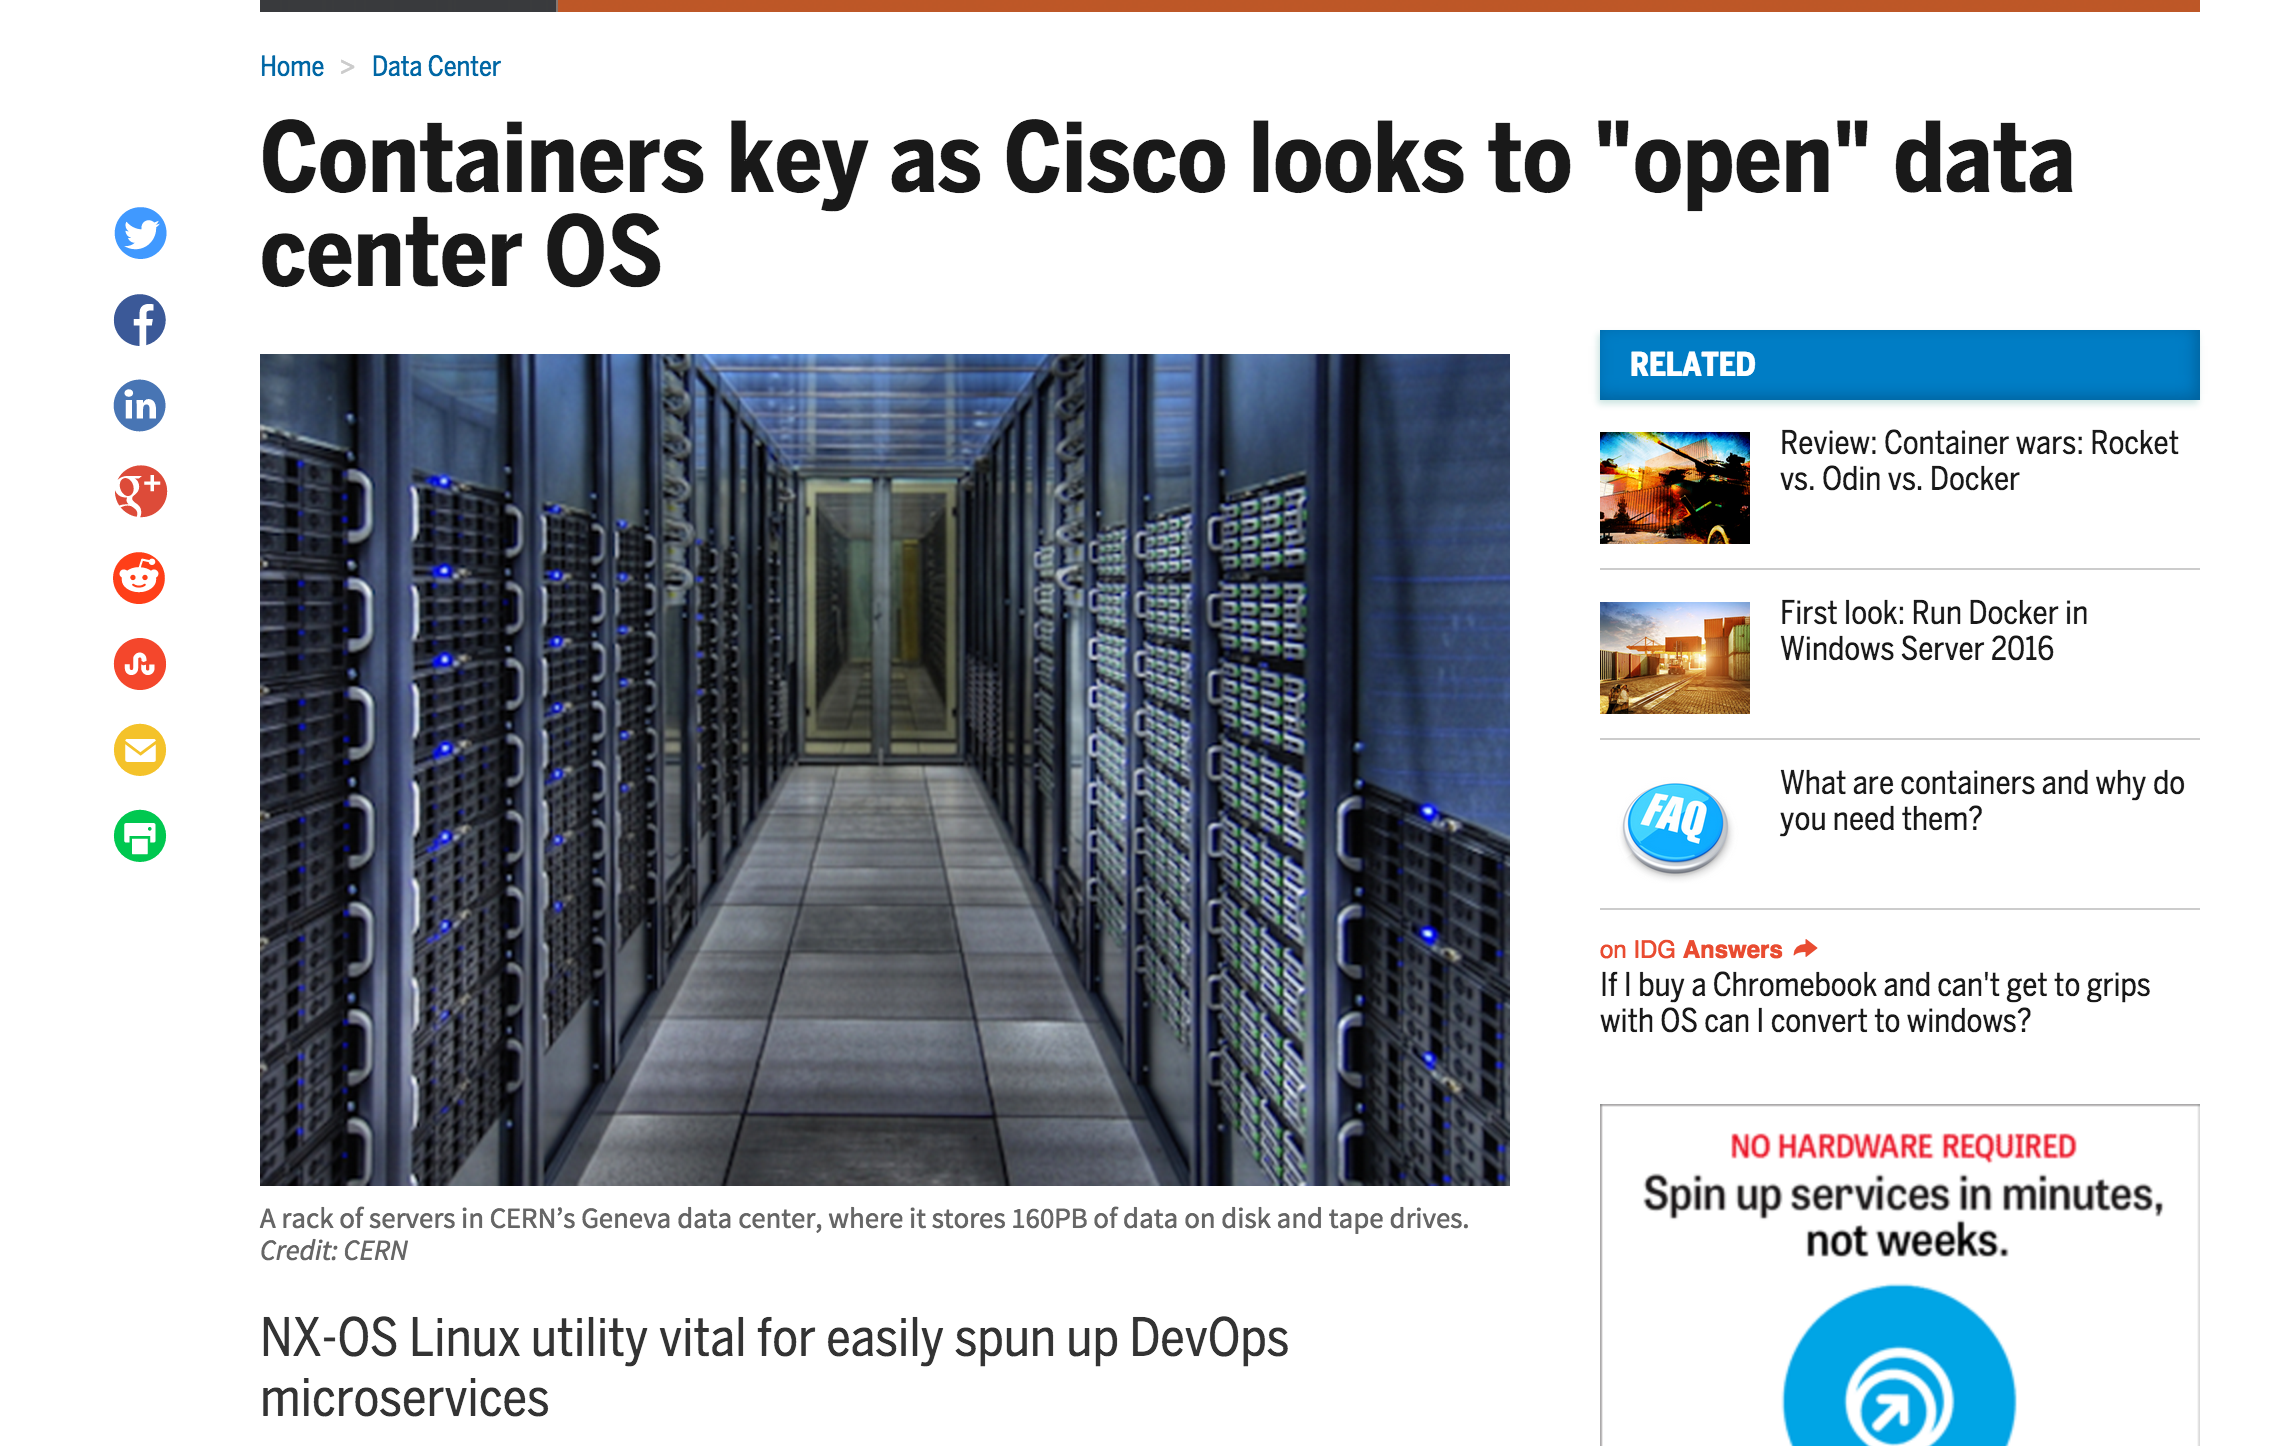 Home > Data Center
Containers key as Cisco looks to "open" data
center OS
in
g+
RELATED
Review: Container wars: Rocket
vs. Odin vs. Docker
First look: Run Docker in
Windows Server 2016
FAQ
What are containers and why do
you need them?
on IDG Answers
If I buy a Chromebook and can't get to grips
with OS can I convert to windows?
A rack of servers in CERN’s Geneva data center, where it stores 160PB of data on disk and tape drives.
Credit: CERN
NX-OS Linux utility vital for easily spun up DevOps
microservices
NO HARDWARE REQUIRED
Spin up services in minutes,
not weeks.